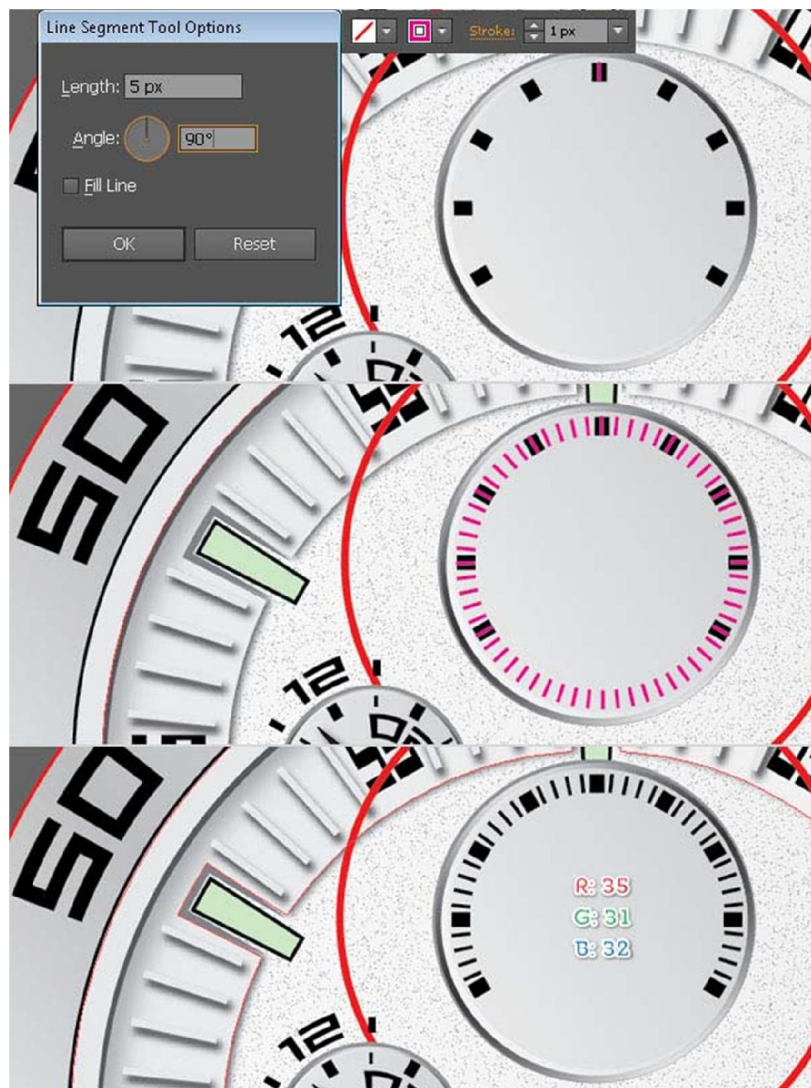 Line Segment Tool Options
Stroke: 1 px
Length: 5 px
Angle: 90°
Fill Line
OK Reset
12
50
12
50
R: 35
G: 31
B: 32
12